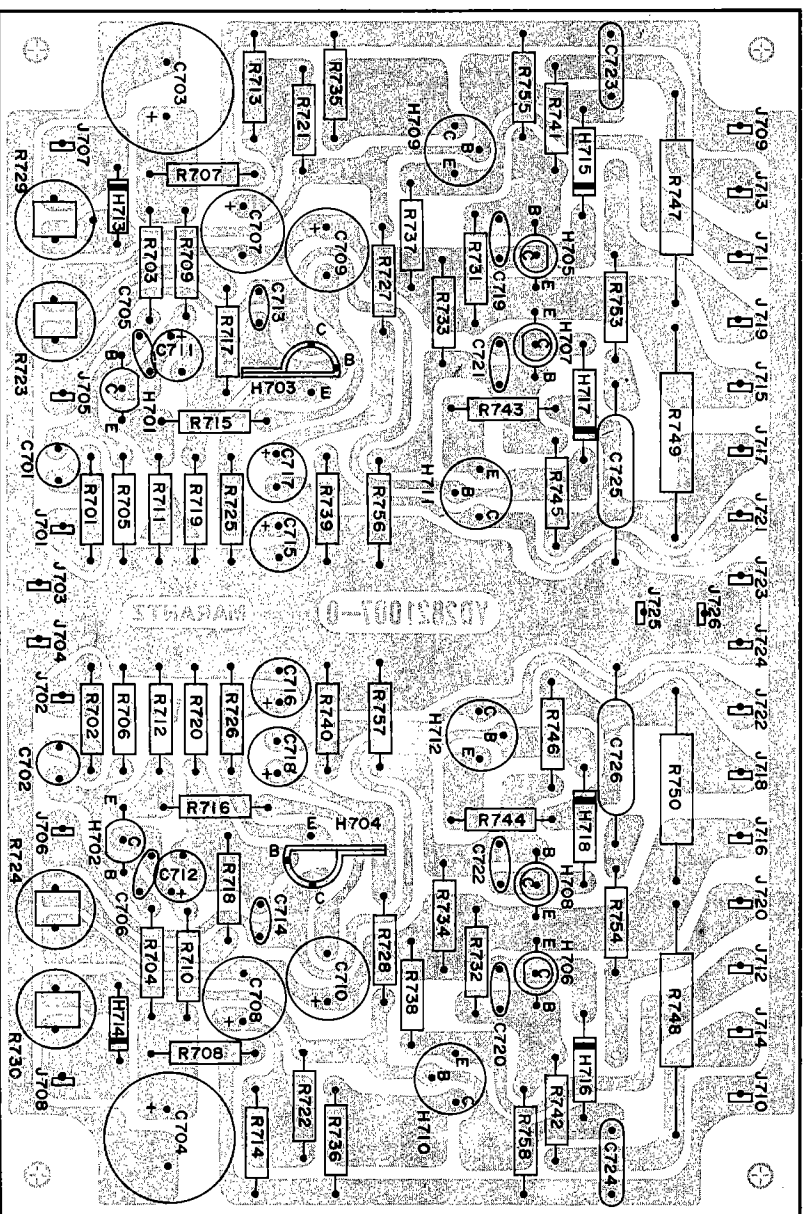 C703
+
R713
R721
R735
H709
C
B
E
R755
R741
H715
C723
R747
J709
J713
J711
J707
R729
H713
R707
R703
R709
C707
+
C709
+
R727
R737
R733
R731
C719
H705
B
C
E
R753
J719
R723
C705
C711
+
R717
C713
H703
C
B
E
C721
H707
E
C
B
H717
J715
J705
H701
B
C
E
R715
R743
R749
J717
C701
J701
R701
R705
R711
R719
R725
C717
+
C715
+
R739
R756
H711
E
B
C
R745
C725
J721
J723
J703
J704
MARANTZ
YD2821007-0
J725
J726
J724
J702
R702
R706
R712
R720
R726
C716
+
C718
+
R740
R757
H712
C
B
E
R746
C726
R750
J722
J718
C702
J706
H702
E
C
B
R716
H704
E
B
C
R744
H718
J716
R724
C706
C712
+
R718
C714
C722
H708
B
C
E
R754
J720
R704
R710
C708
+
C710
+
R728
R738
R734
R732
C720
H706
E
C
B
R748
J712
J714
R730
H714
R708
J708
C704
+
R714
R722
R736
H710
E
B
C
R758
R742
H716
C724
J710